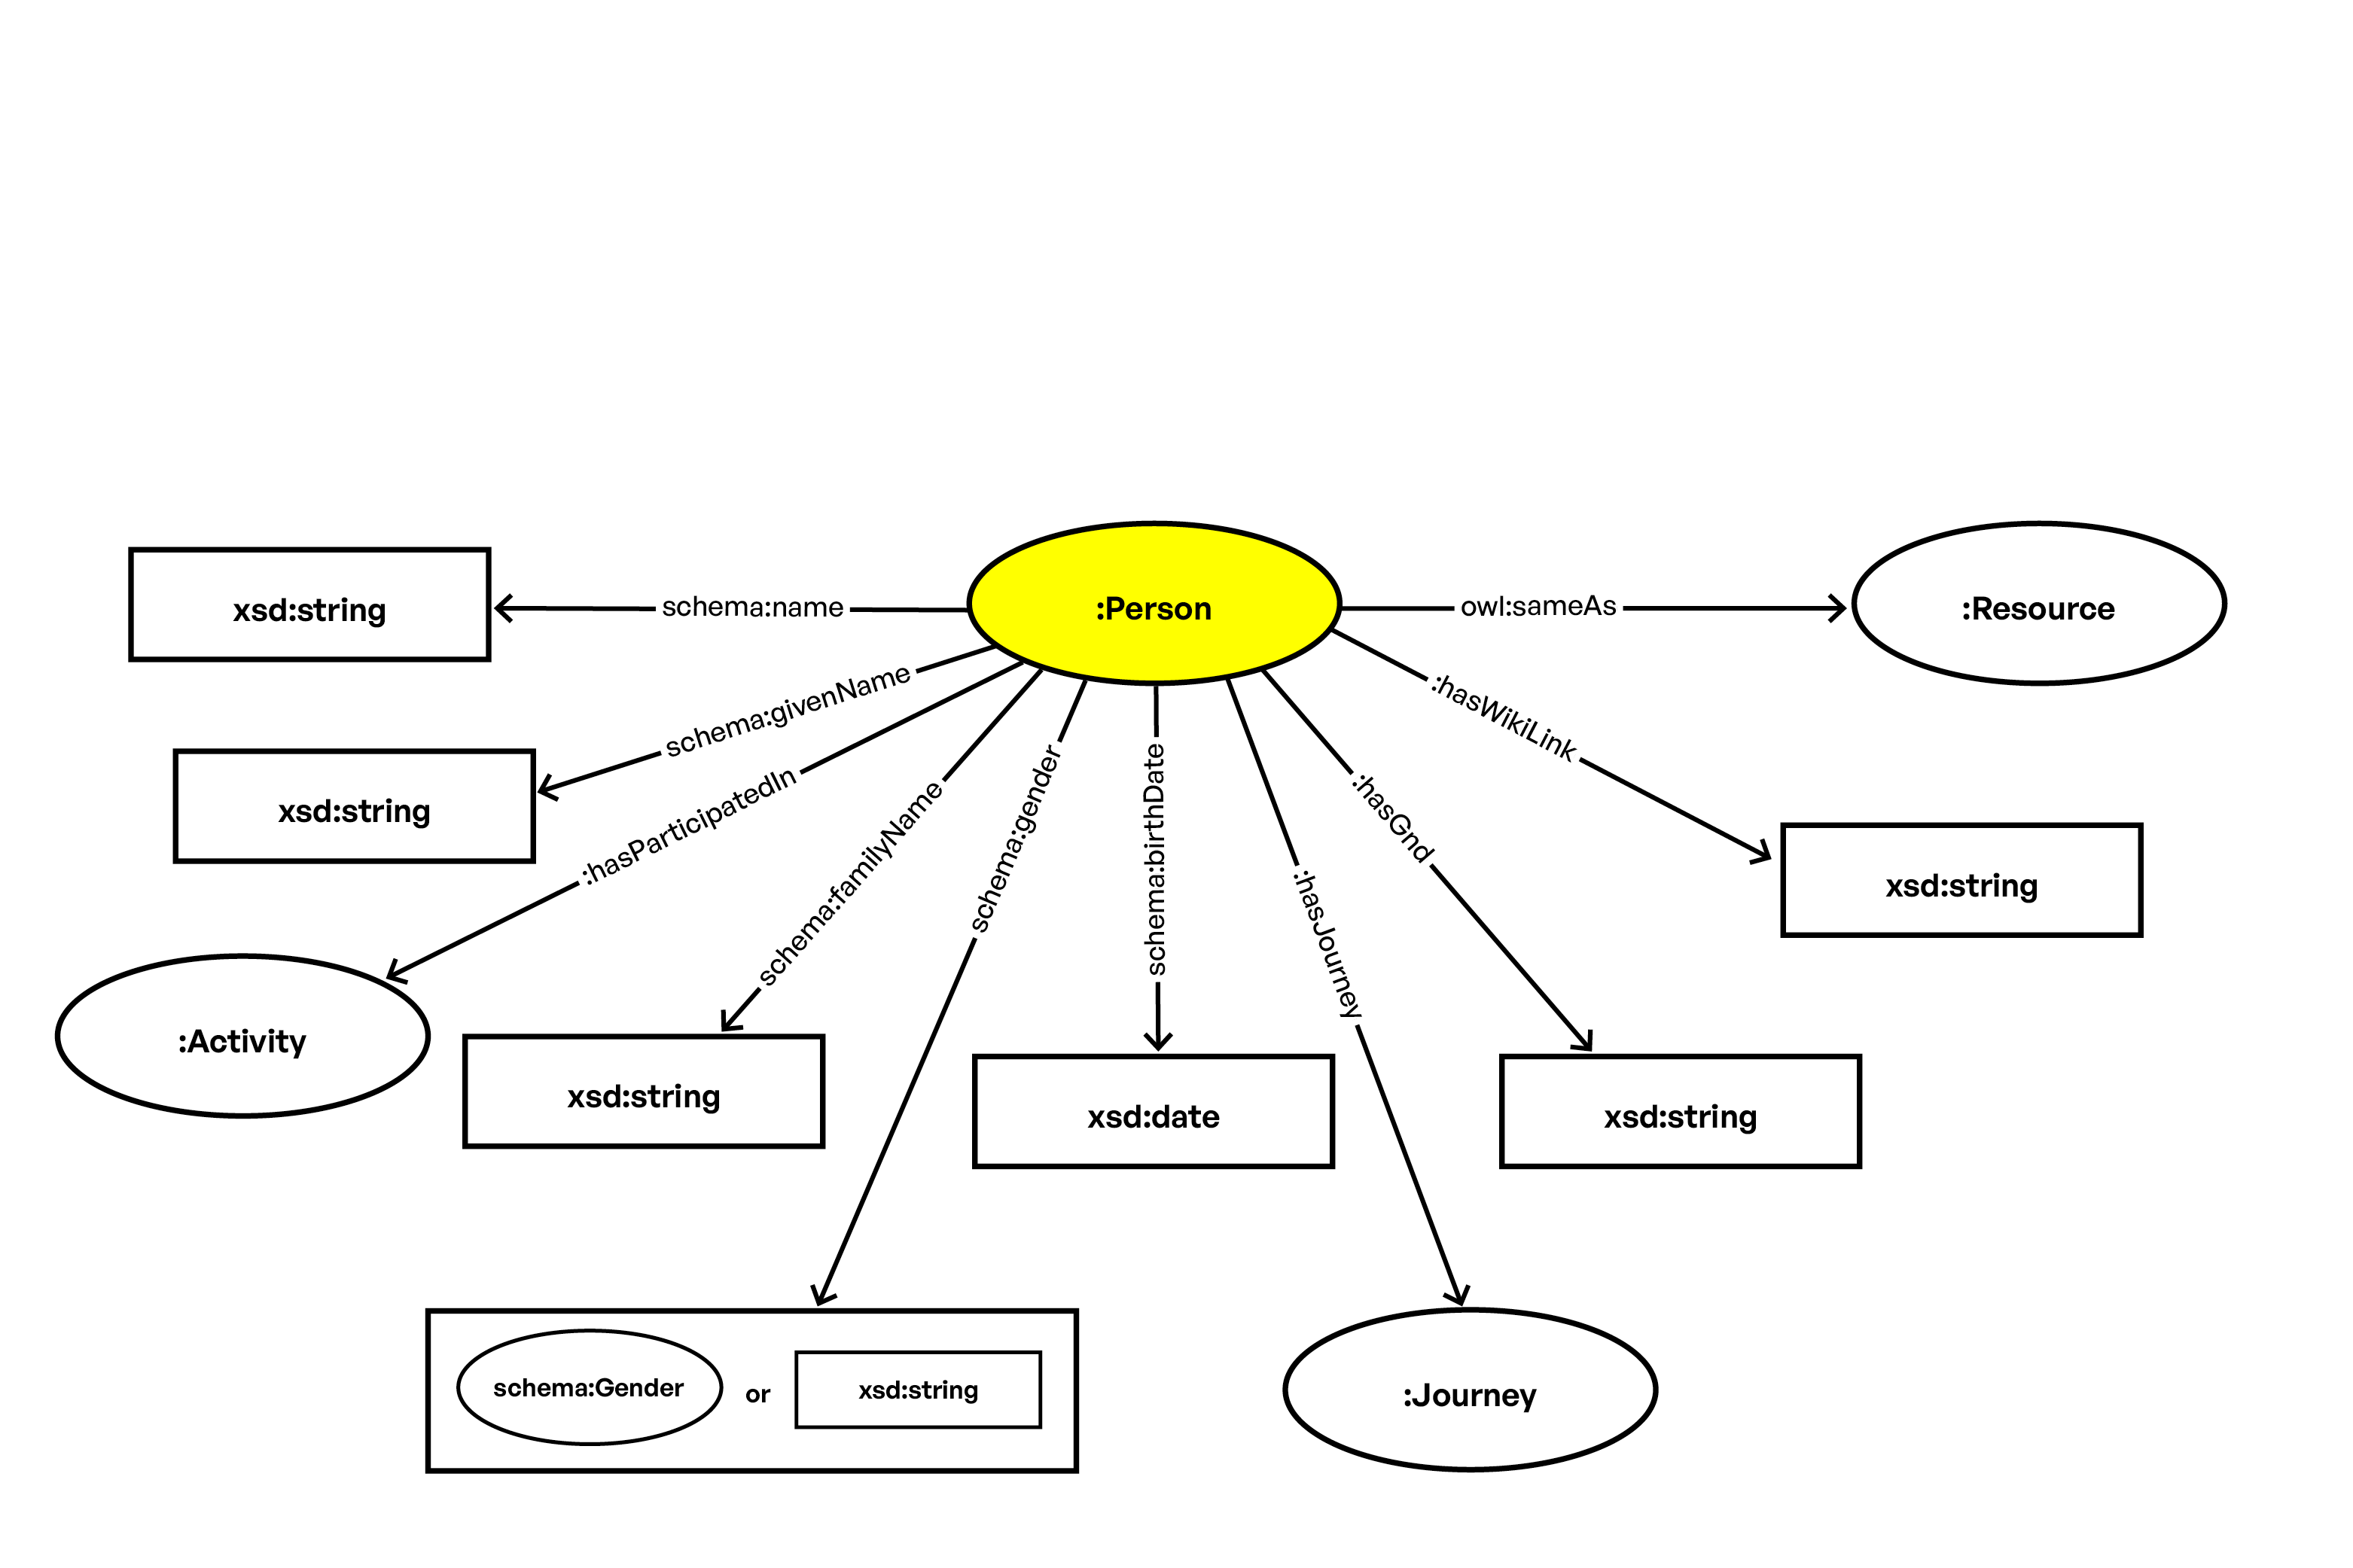 :Person
owl:sameAs
:Resource
schema:name
xsd:string
schema:givenName
xsd:string
:hasParticipatedIn
:Activity
schema:familyName
xsd:string
schema:gender
schema:Gender
or
xsd:string
schema:birthDate
xsd:date
:hasJourney
:Journey
:hasGnd
xsd:string
:hasWikiLink
xsd:string